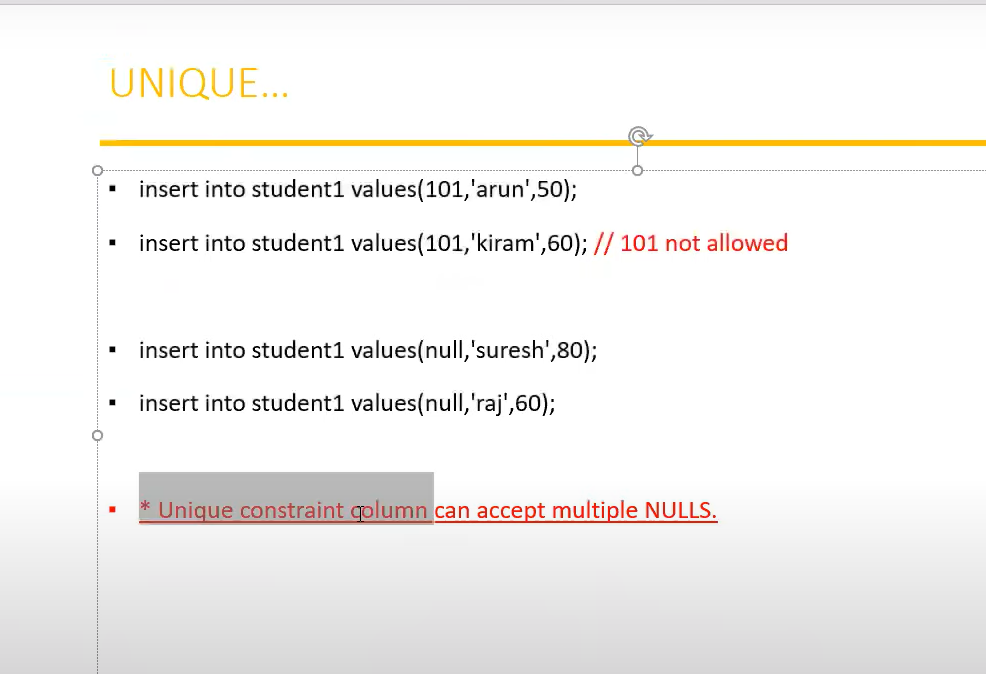 UNIQUE...
▪ insert into student1 values(101,'arun',50);
▪ insert into student1 values(101,'kiram',60); // 101 not allowed
▪ insert into student1 values(null,'suresh',80);
▪ insert into student1 values(null,'raj',60);
▪ * Unique constraint column can accept multiple NULLS.